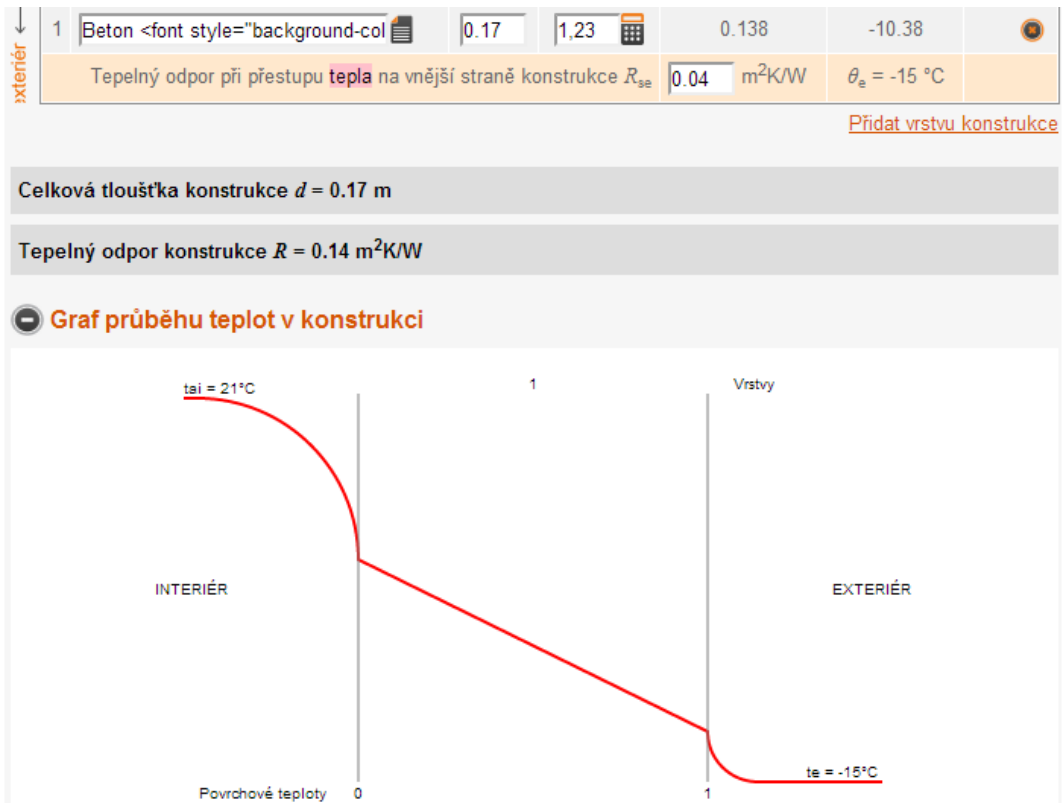 1 Beton <font style="background-col 0.17 1,23 0.138 -10.38
Tepelný odpor při přestupu tepla na vnější straně konstrukce Rse 0.04 m2K/W θe = -15 °C
Přidat vrstvu konstrukce
Celková tloušťka konstrukce d = 0.17 m
Tepelný odpor konstrukce R = 0.14 m2K/W
Graf průběhu teplot v konstrukci
tai = 21°C 1 Vrstvy
INTERIÉR EXTERIÉR
te = -15°C
Povrchové teploty 0 1